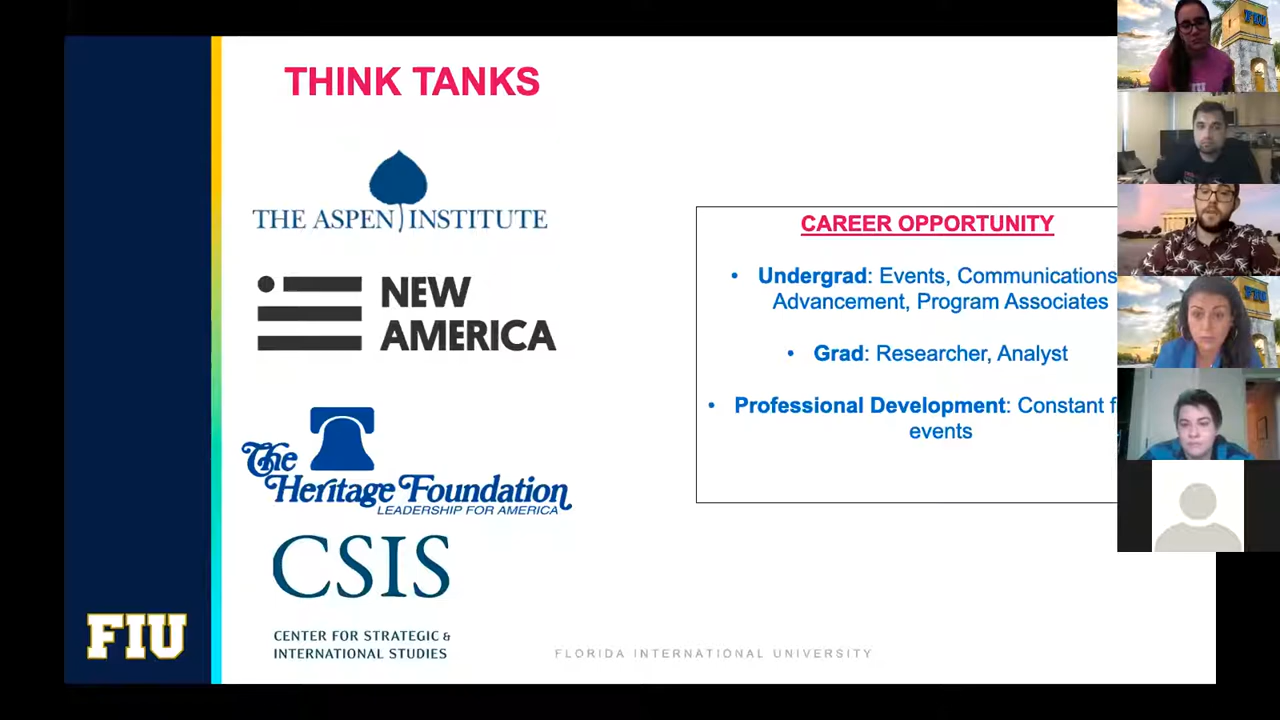 THINK TANKS
THE ASPEN INSTITUTE
NEW
AMERICA
The
Heritage Foundation
LEADERSHIP FOR AMERICA
CSIS
CENTER FOR STRATEGIC &
INTERNATIONAL STUDIES
CAREER OPPORTUNITY
• Undergrad: Events, Communications
Advancement, Program Associates
• Grad: Researcher, Analyst
• Professional Development: Constant
events
FIU
FLORIDA INTERNATIONAL UNIVERSITY
FIU
FIU